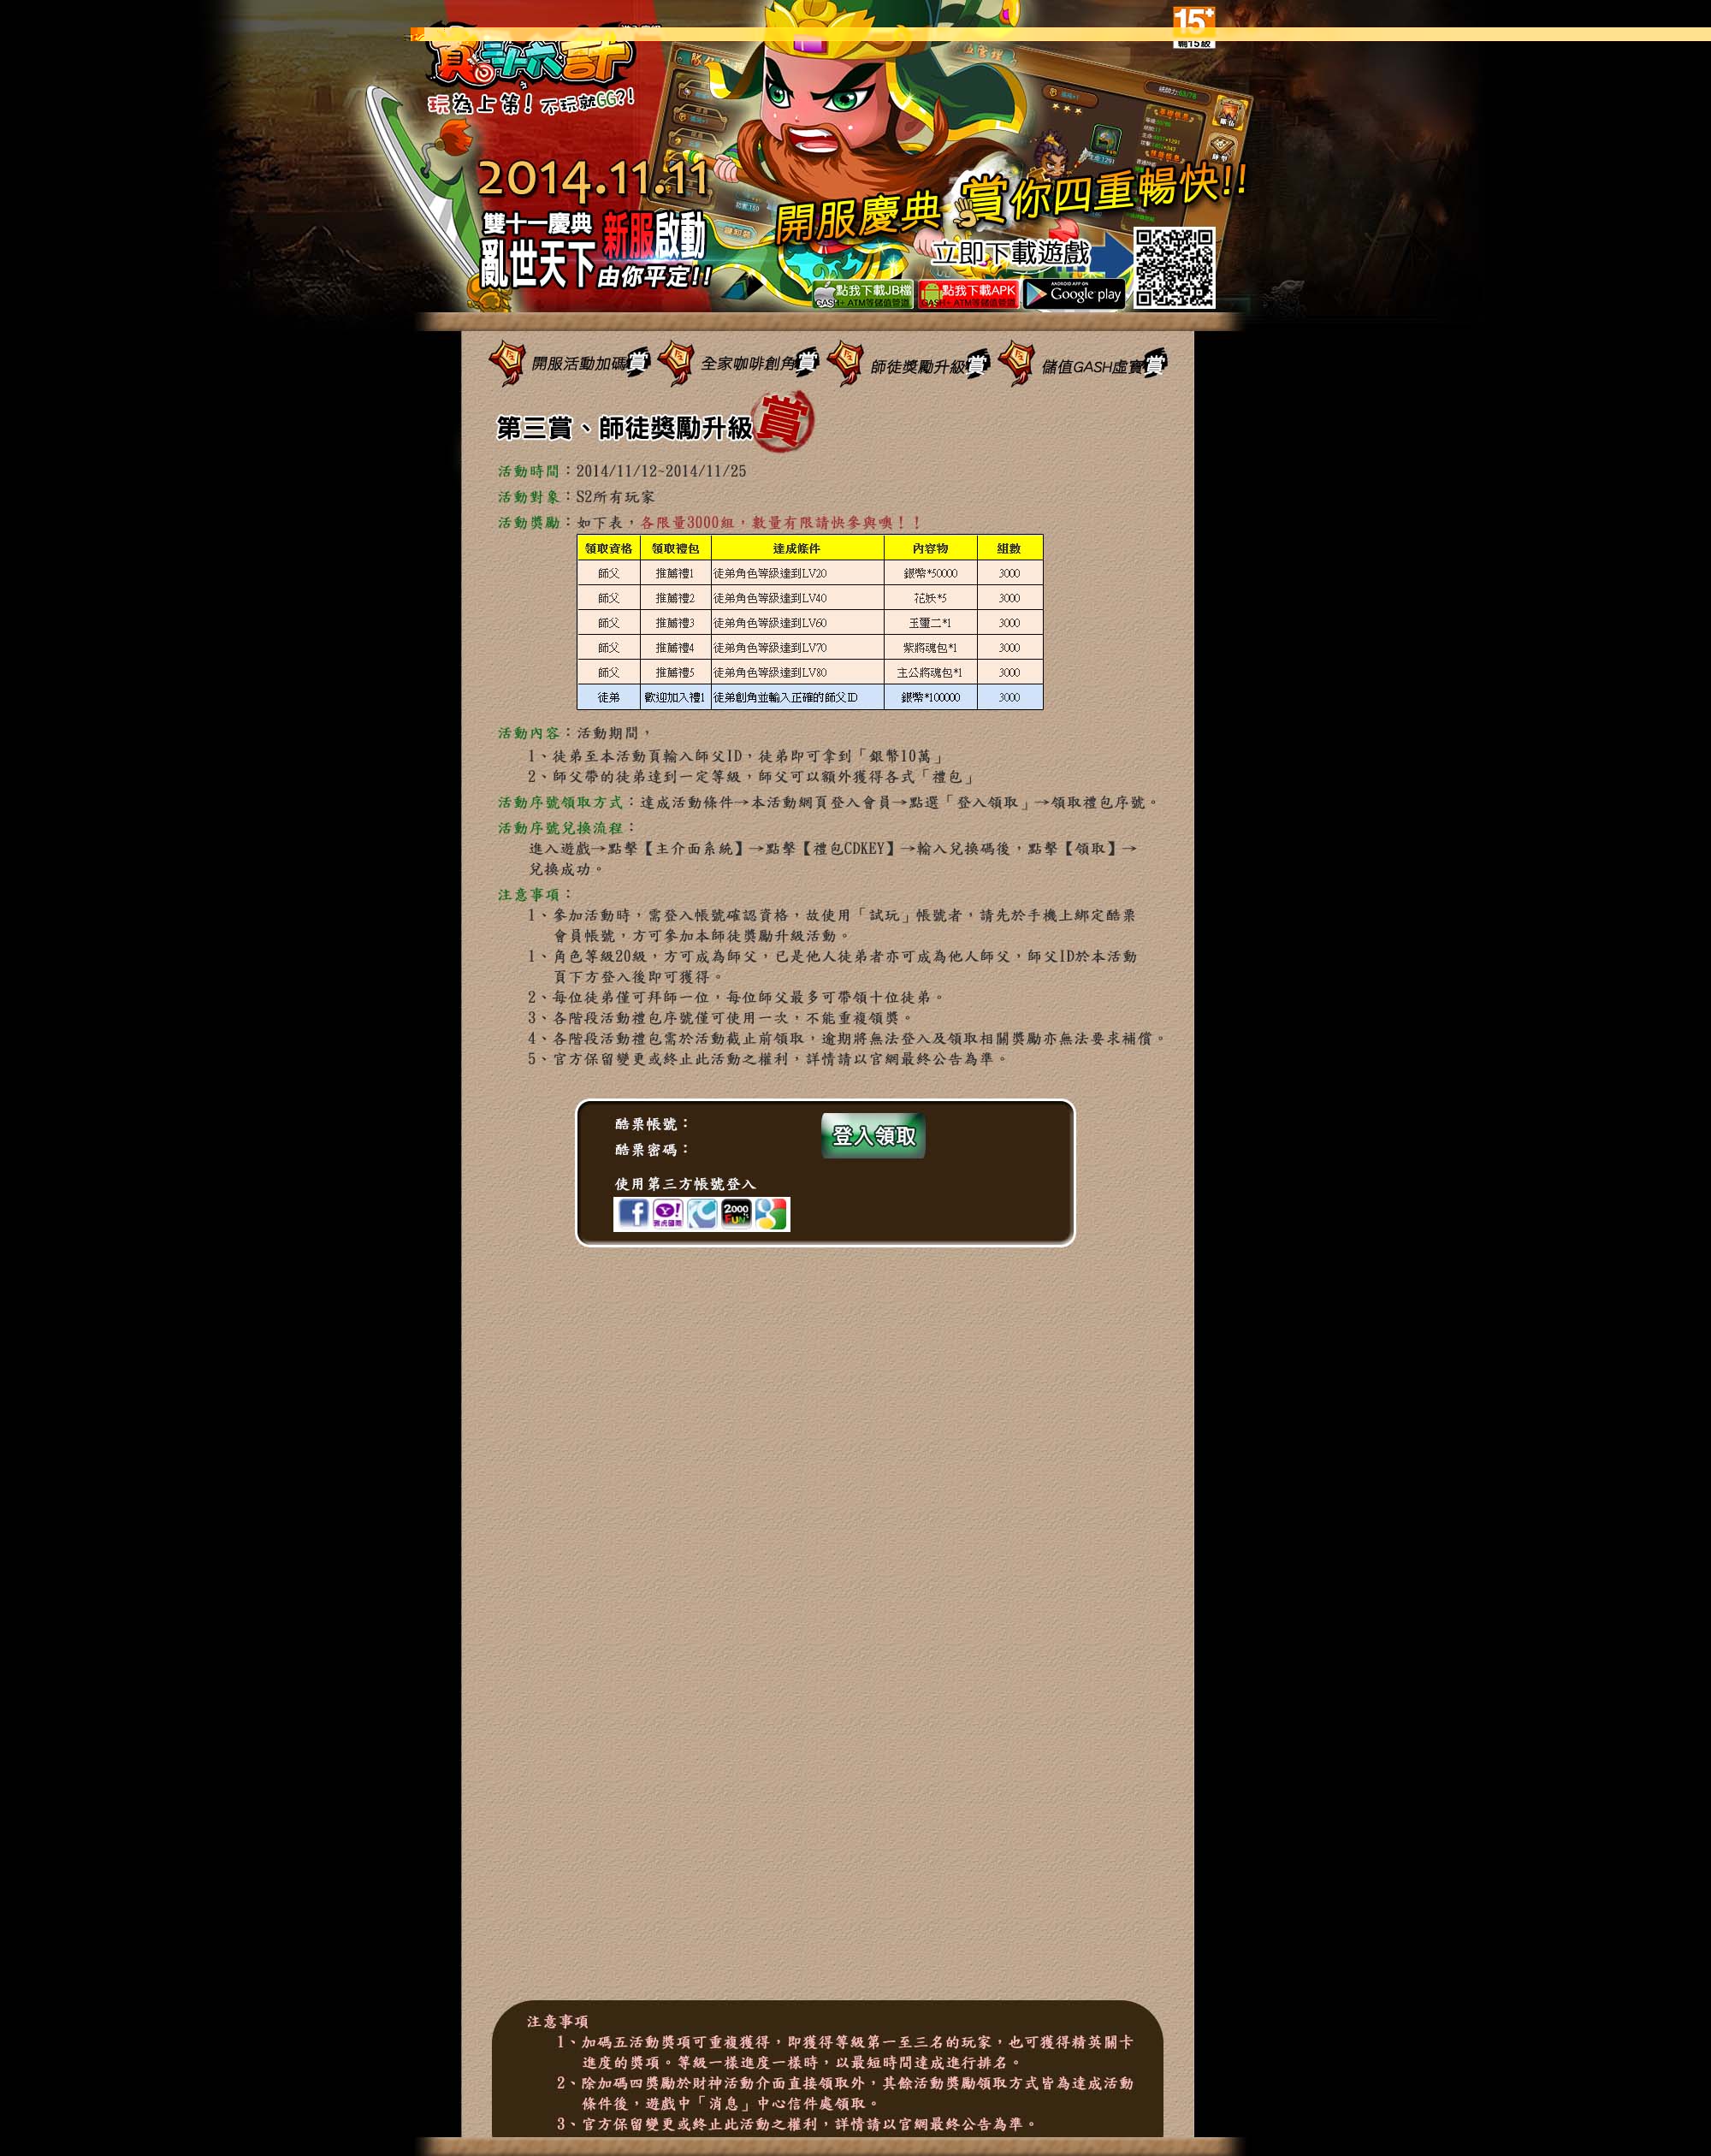 15+
輔15級
真三十六計
玩為上策！不玩就GG?!
2014.11.11
雙十一慶典 新服啟動
亂世天下 由你平定!!
開服慶典 賞你四重暢快!!
立即下載遊戲
點我下載JB檔
GASH+ ATM等儲值管道
點我下載APK
GASH+ ATM等儲值管道
ANDROID APP ON
Google play
開服活動加碼賞 全家咖啡創角賞 師徒獎勵升級賞 儲值GASH虛寶賞
第三賞、師徒獎勵升級賞
活動時間：2014/11/12~2014/11/25
活動對象：S2所有玩家
活動獎勵：如下表，各限量3000組，數量有限請快參與噢！！
領取資格 領取禮包 達成條件 內容物 組數
師父 推薦禮1 徒弟角色等級達到LV20 銀幣*50000 3000
師父 推薦禮2 徒弟角色等級達到LV40 花妖*5 3000
師父 推薦禮3 徒弟角色等級達到LV60 玉璽二*1 3000
師父 推薦禮4 徒弟角色等級達到LV70 紫將魂包*1 3000
師父 推薦禮5 徒弟角色等級達到LV80 主公將魂包*1 3000
徒弟 歡迎加入禮1 徒弟創角並輸入正確的師父ID 銀幣*100000 3000
活動內容：活動期間，
1、徒弟至本活動頁輸入師父ID，徒弟即可拿到「銀幣10萬」
2、師父帶的徒弟達到一定等級，師父可以額外獲得各式「禮包」
活動序號領取方式：達成活動條件→本活動網頁登入會員→點選「登入領取」→領取禮包序號。
活動序號兌換流程：
進入遊戲→點擊【主介面系統】→點擊【禮包CDKEY】→輸入兌換碼後，點擊【領取】→
兌換成功。
注意事項：
1、參加活動時，需登入帳號確認資格，故使用「試玩」帳號者，請先於手機上綁定酷栗
會員帳號，方可參加本師徒獎勵升級活動。
1、角色等級20級，方可成為師父，已是他人徒弟者亦可成為他人師父，師父ID於本活動
頁下方登入後即可獲得。
2、每位徒弟僅可拜師一位，每位師父最多可帶領十位徒弟。
3、各階段活動禮包序號僅可使用一次，不能重複領獎。
4、各階段活動禮包需於活動截止前領取，逾期將無法登入及領取相關獎勵亦無法要求補償。
5、官方保留變更或終止此活動之權利，詳情請以官網最終公告為準。
酷栗帳號：
酷栗密碼：
登入領取
使用第三方帳號登入
2000 FUN
注意事項
1、加碼五活動獎項可重複獲得，即獲得等級第一至三名的玩家，也可獲得精英關卡
進度的獎項。等級一樣進度一樣時，以最短時間達成進行排名。
2、除加碼四獎勵於財神活動介面直接領取外，其餘活動獎勵領取方式皆為達成活動
條件後，遊戲中「消息」中心信件處領取。
3、官方保留變更或終止此活動之權利，詳情請以官網最終公告為準。